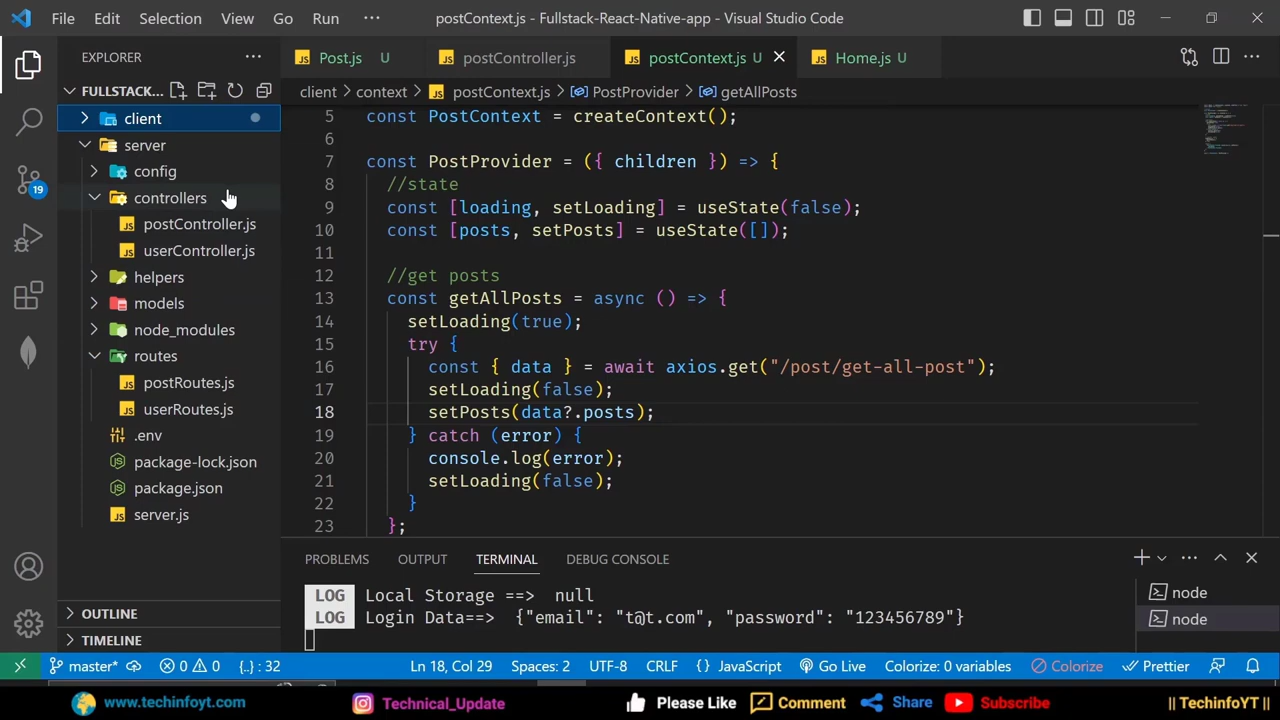 File Edit Selection View Go Run ··· postContext.js - Fullstack-React-Native-app - Visual Studio Code
EXPLORER ···
Post.js U postController.js postContext.js U Home.js U ···
FULLSTACK...
client > context > postContext.js > PostProvider > getAllPosts
client
server
config
controllers
postController.js
userController.js
helpers
models
node_modules
routes
postRoutes.js
userRoutes.js
.env
package-lock.json
package.json
server.js
OUTLINE
TIMELINE
19
5 const PostContext = createContext();
6
7 const PostProvider = ({ children }) => {
8 //state
9 const [loading, setLoading] = useState(false);
10 const [posts, setPosts] = useState([]);
11
12 //get posts
13 const getAllPosts = async () => {
14 setLoading(true);
15 try {
16 const { data } = await axios.get("/post/get-all-post");
17 setLoading(false);
18 setPosts(data?.posts);
19 } catch (error) {
20 console.log(error);
21 setLoading(false);
22 }
23 };
PROBLEMS OUTPUT TERMINAL DEBUG CONSOLE ···
LOG Local Storage ==> null
LOG Login Data==> {"email": "t@t.com", "password": "123456789"}
node
node
master* 0 0 {..} : 32 Ln 18, Col 29 Spaces: 2 UTF-8 CRLF {} JavaScript Go Live Colorize: 0 variables Colorize Prettier
www.techinfoyt.com Technical_Update Please Like Comment Share Subscribe || TechinfoYT ||